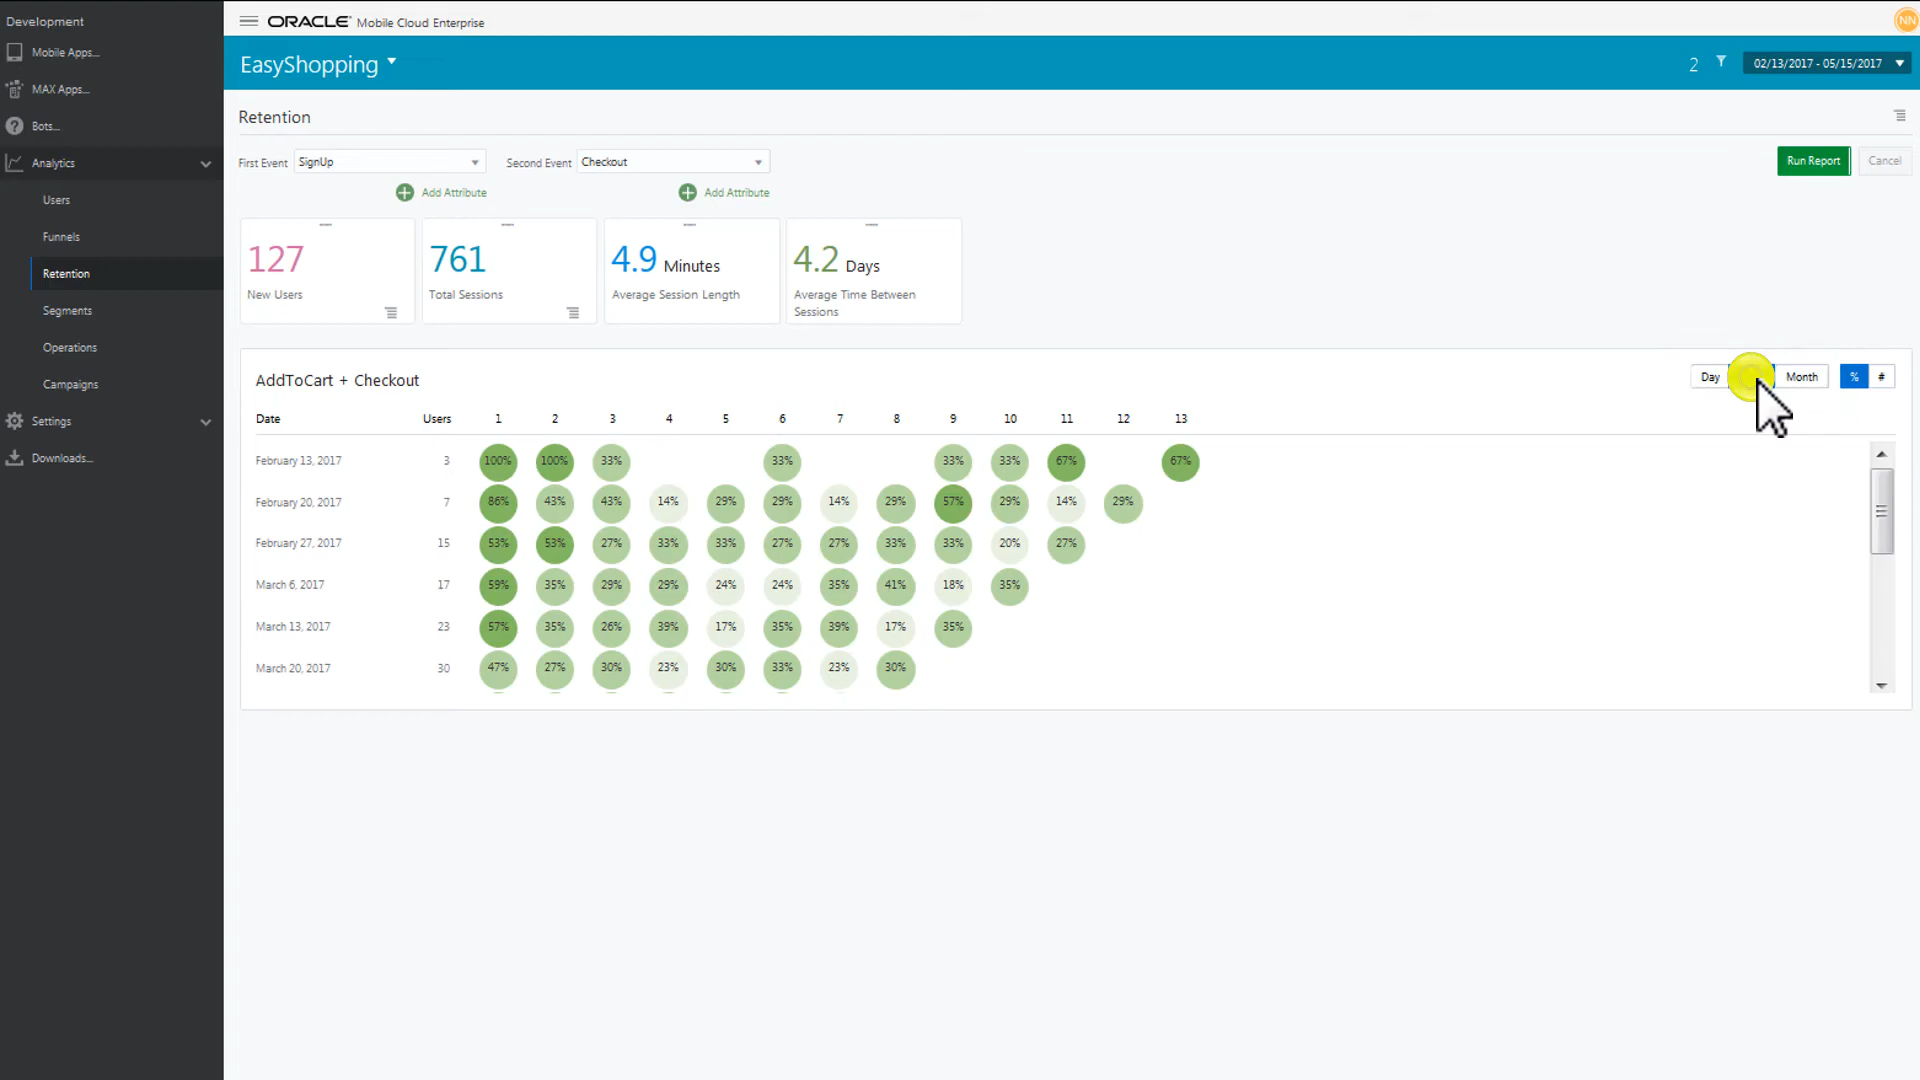 Development
Mobile Apps...
MAX Apps...
Bots...
Analytics
Users
Funnels
Retention
Segments
Operations
Campaigns
Settings
Downloads...
ORACLE Mobile Cloud Enterprise
NN
EasyShopping
2
02/13/2017 - 05/15/2017
Retention
First Event SignUp Second Event Checkout
Run Report Cancel
Add Attribute Add Attribute
127
New Users
761
Total Sessions
4.9 Minutes
Average Session Length
4.2 Days
Average Time Between
Sessions
AddToCart + Checkout
Day Month % #
Date Users 1 2 3 4 5 6 7 8 9 10 11 12 13
February 13, 2017 3 100% 100% 33% 33% 33% 33% 67% 67%
February 20, 2017 7 86% 43% 43% 14% 29% 29% 14% 29% 57% 29% 14% 29%
February 27, 2017 15 53% 53% 27% 33% 33% 27% 27% 33% 33% 20% 27%
March 6, 2017 17 59% 35% 29% 29% 24% 24% 35% 41% 18% 35%
March 13, 2017 23 57% 35% 26% 39% 17% 35% 39% 17% 35%
March 20, 2017 30 47% 27% 30% 23% 30% 33% 23% 30%